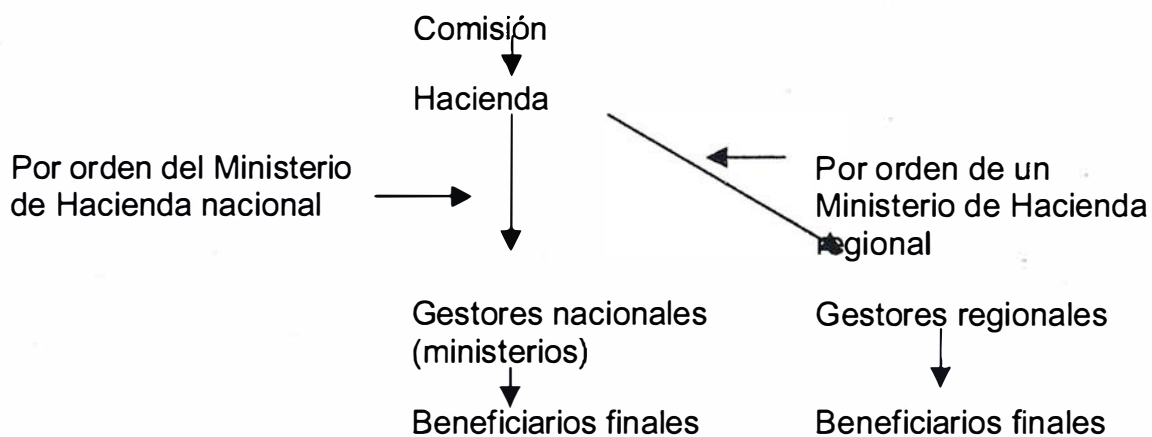 Comisión
Hacienda
Por orden del Ministerio
de Hacienda nacional
Por orden de un
Ministerio de Hacienda
regional
Gestores nacionales
(ministerios)
Gestores regionales
Beneficiarios finales
Beneficiarios finales